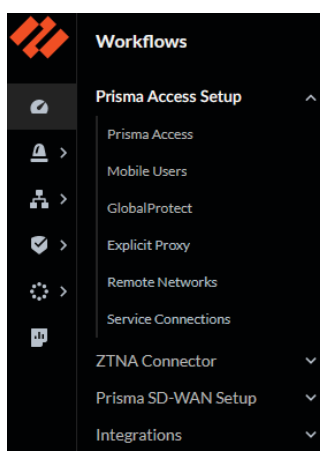 Workflows
Prisma Access Setup
Prisma Access
Mobile Users
GlobalProtect
Explicit Proxy
Remote Networks
Service Connections
ZTNA Connector
Prisma SD-WAN Setup
Integrations